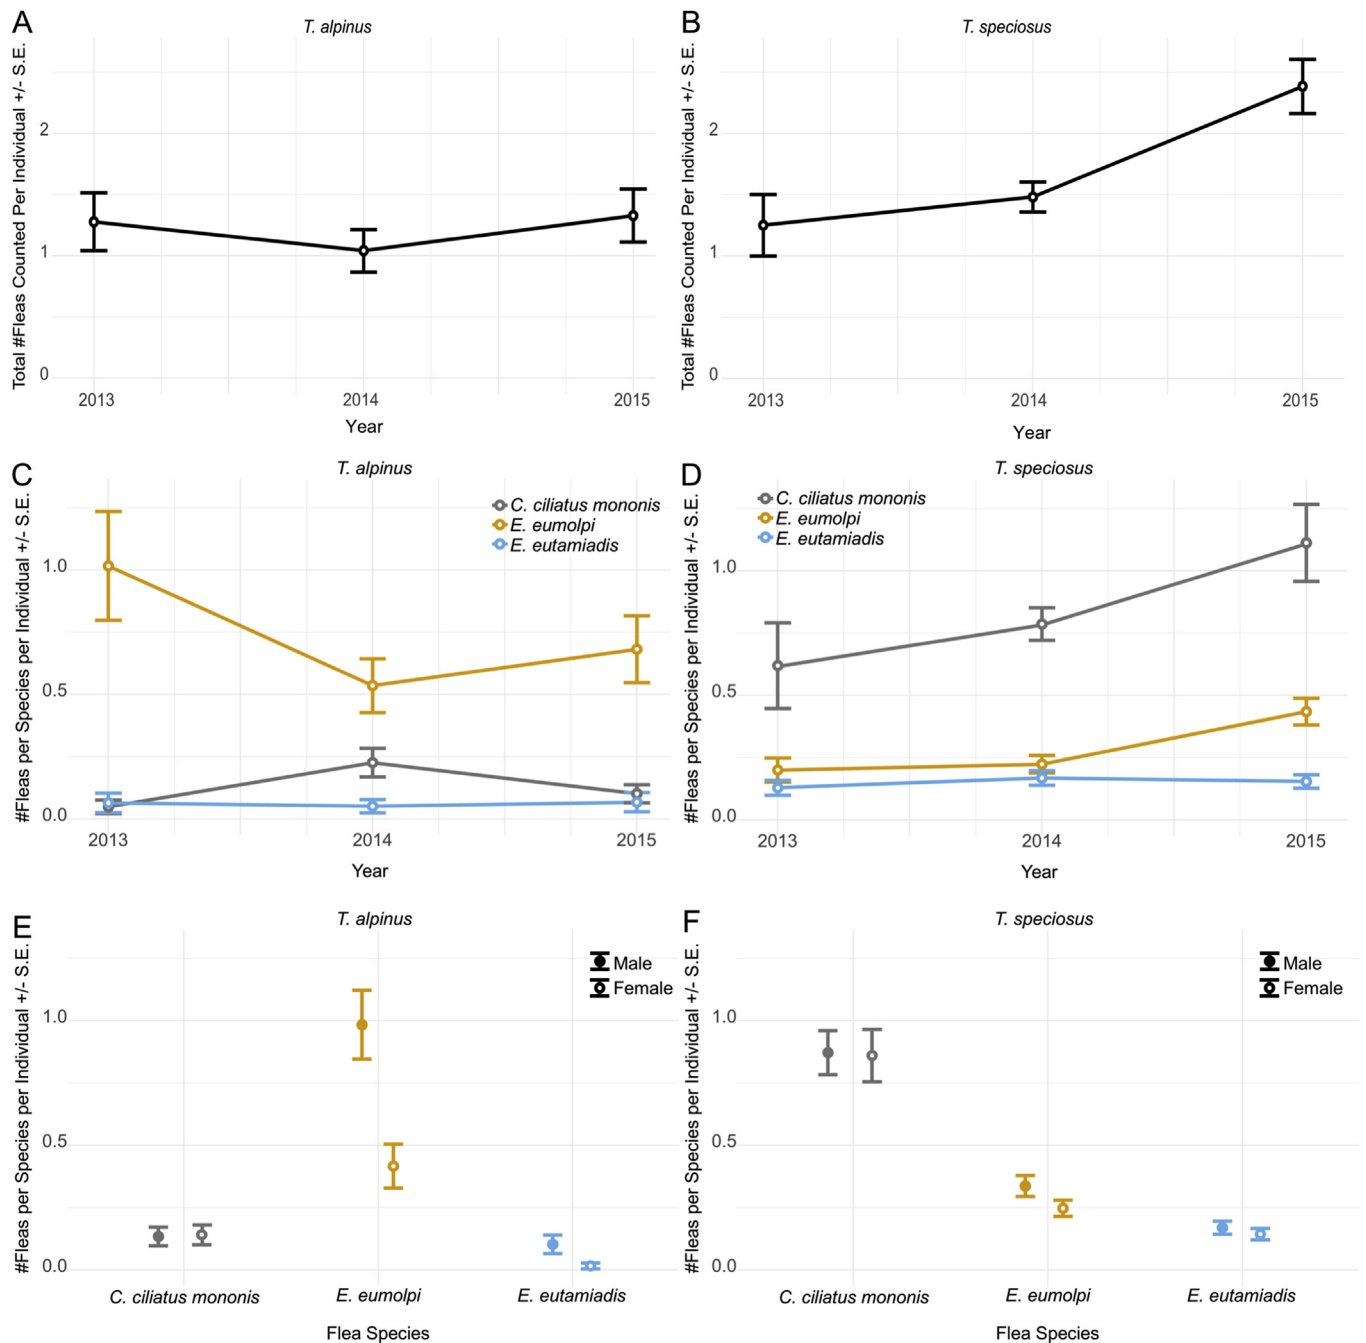 A
T. alpinus
Total #Fleas Counted Per Individual +/- S.E.
2
1
0
2013 2014 2015
Year
B
T. speciosus
Total #Fleas Counted Per Individual +/- S.E.
2
1
0
2013 2014 2015
Year
C
T. alpinus
#Fleas per Species per Individual +/- S.E.
C. ciliatus mononis
E. eumolpi
E. eutamiadis
1.0
0.5
0.0
2013 2014 2015
Year
D
T. speciosus
#Fleas per Species per Individual +/- S.E.
C. ciliatus mononis
E. eumolpi
E. eutamiadis
1.0
0.5
0.0
2013 2014 2015
Year
E
T. alpinus
#Fleas per Species per Individual +/- S.E.
Male
Female
1.0
0.5
0.0
C. ciliatus mononis E. eumolpi E. eutamiadis
Flea Species
F
T. speciosus
#Fleas per Species per Individual +/- S.E.
Male
Female
1.0
0.5
0.0
C. ciliatus mononis E. eumolpi E. eutamiadis
Flea Species